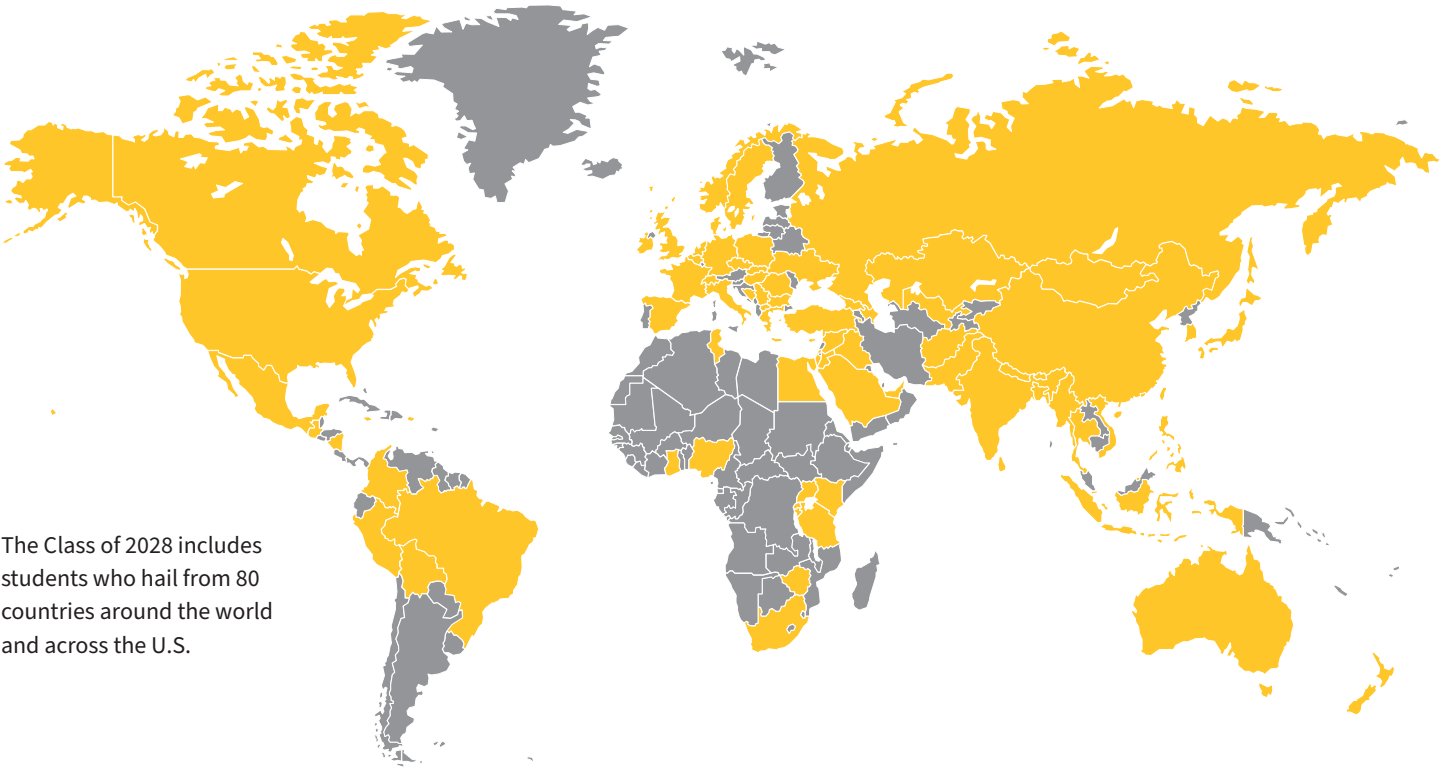 The Class of 2028 includes
students who hail from 80
countries around the world
and across the U.S.